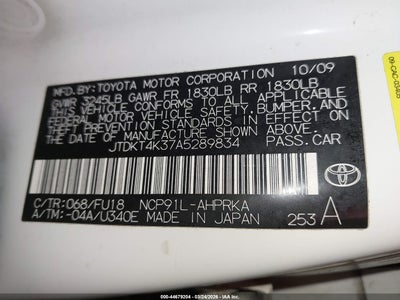 MFD.BY:TOYOTA MOTOR CORPORATION 10/09
GVWR 3245LB GAWR FR 1830LB RR 1830LB
THIS VEHICLE CONFORMS TO ALL APPLICABLE
FEDERAL MOTOR VEHICLE SAFETY, BUMPER, AND
THEFT PREVENTION STANDARDS IN EFFECT ON
THE DATE OF MANUFACTURE SHOWN ABOVE.
JTDKT4K37A5289834 PASS.CAR
C/TR:068/FU18 NCP91L-AHPRKA
A/TM:-04A/U340E MADE IN JAPAN 253 A
TOYOTA
000-44679204 - 03/24/2026 -